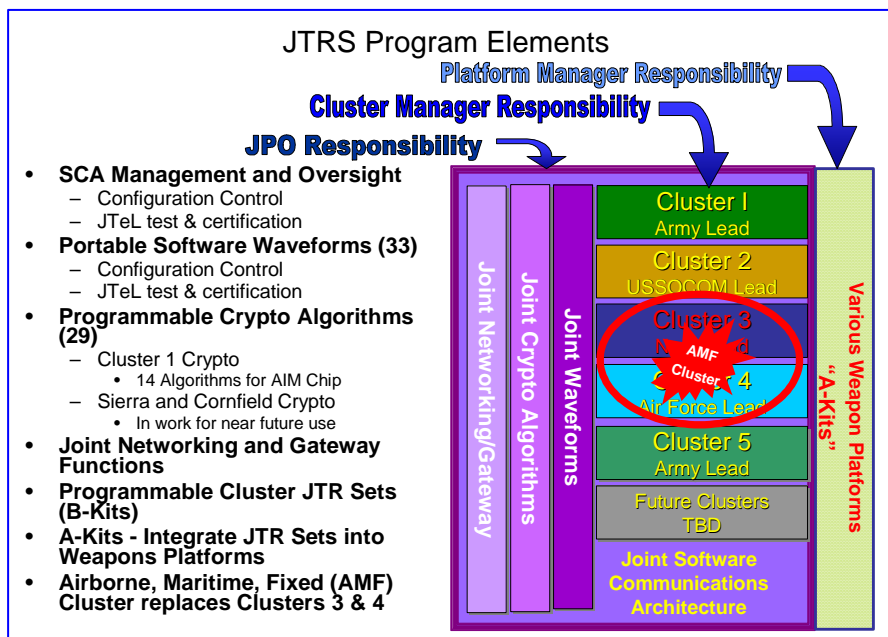 JTRS Program Elements
Platform Manager Responsibility
Cluster Manager Responsibility
JPO Responsibility
• SCA Management and Oversight
– Configuration Control
– JTeL test & certification
• Portable Software Waveforms (33)
– Configuration Control
– JTeL test & certification
• Programmable Crypto Algorithms
(29)
– Cluster 1 Crypto
• 14 Algorithms for AIM Chip
– Sierra and Cornfield Crypto
• In work for near future use
• Joint Networking and Gateway
Functions
• Programmable Cluster JTR Sets
(B-Kits)
• A-Kits - Integrate JTR Sets into
Weapons Platforms
• Airborne, Maritime, Fixed (AMF)
Cluster replaces Clusters 3 & 4
Joint Networking/Gateway
Joint Crypto Algorithms
Joint Waveforms
Cluster I
Army Lead
Cluster 2
USSOCOM Lead
Cluster 3
AMF
Cluster
4
Air Force Lead
Cluster 5
Army Lead
Future Clusters
TBD
Joint Software
Communications
Architecture
Various Weapon Platforms
“A-Kits”